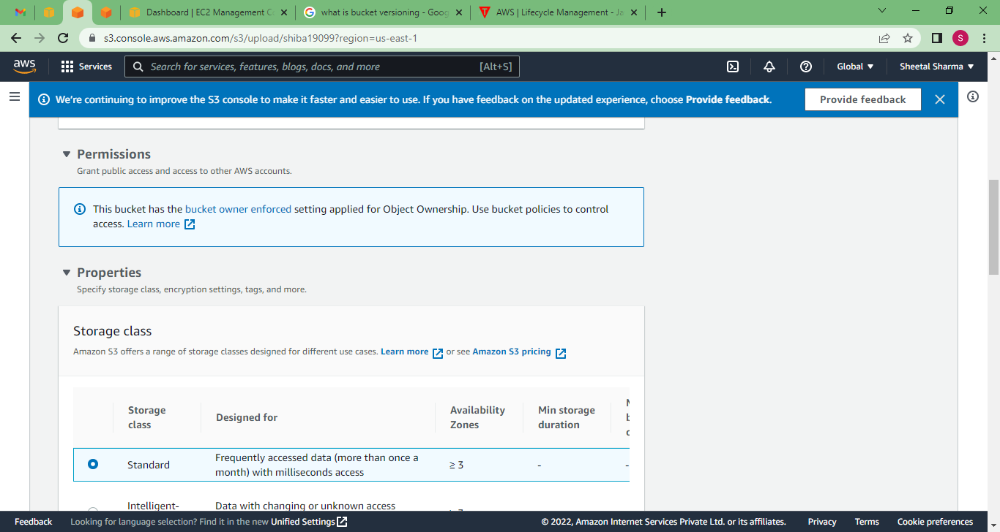 Dashboard | EC2 Management C
what is bucket versioning - Goog
AWS | Lifecycle Management - Ja
s3.console.aws.amazon.com/s3/upload/shiba19099?region=us-east-1
S
aws
Services
Search for services, features, blogs, docs, and more
[Alt+S]
Global
Sheetal Sharma
We're continuing to improve the S3 console to make it faster and easier to use. If you have feedback on the updated experience, choose Provide feedback.
Provide feedback
Permissions
Grant public access and access to other AWS accounts.
This bucket has the bucket owner enforced setting applied for Object Ownership. Use bucket policies to control
access. Learn more
Properties
Specify storage class, encryption settings, tags, and more.
Storage class
Amazon S3 offers a range of storage classes designed for different use cases. Learn more or see Amazon S3 pricing
Storage
class
Designed for
Availability
Zones
Min storage
duration
Standard
Frequently accessed data (more than once a
month) with milliseconds access
≥ 3
-
-
Intelligent-
Data with changing or unknown access
Feedback
Looking for language selection? Find it in the new Unified Settings
© 2022, Amazon Internet Services Private Ltd. or its affiliates.
Privacy
Terms
Cookie preferences